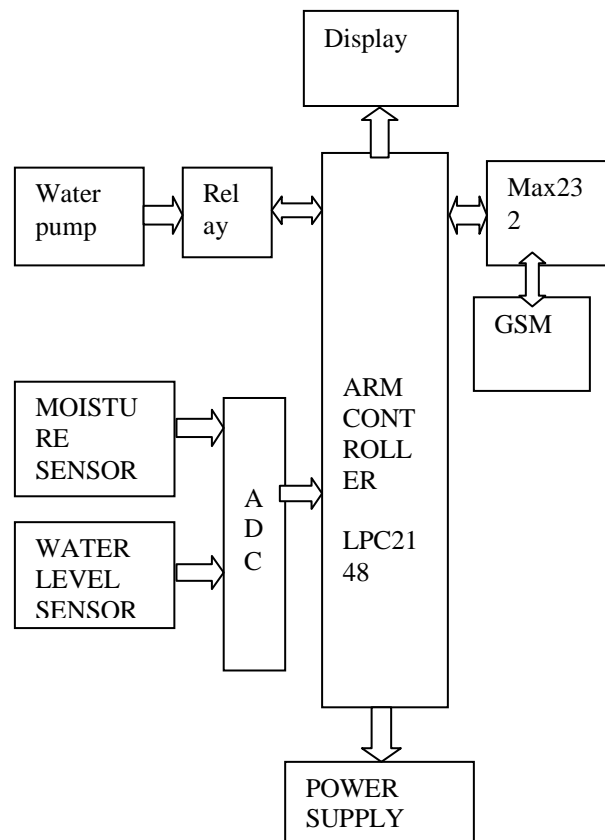 Display
Water
pump
Rel
ay
Max23
2
GSM
MOISTU
RE
SENSOR
WATER
LEVEL
SENSOR
A
D
C
ARM
CONT
ROLL
ER
LPC21
48
POWER
SUPPLY